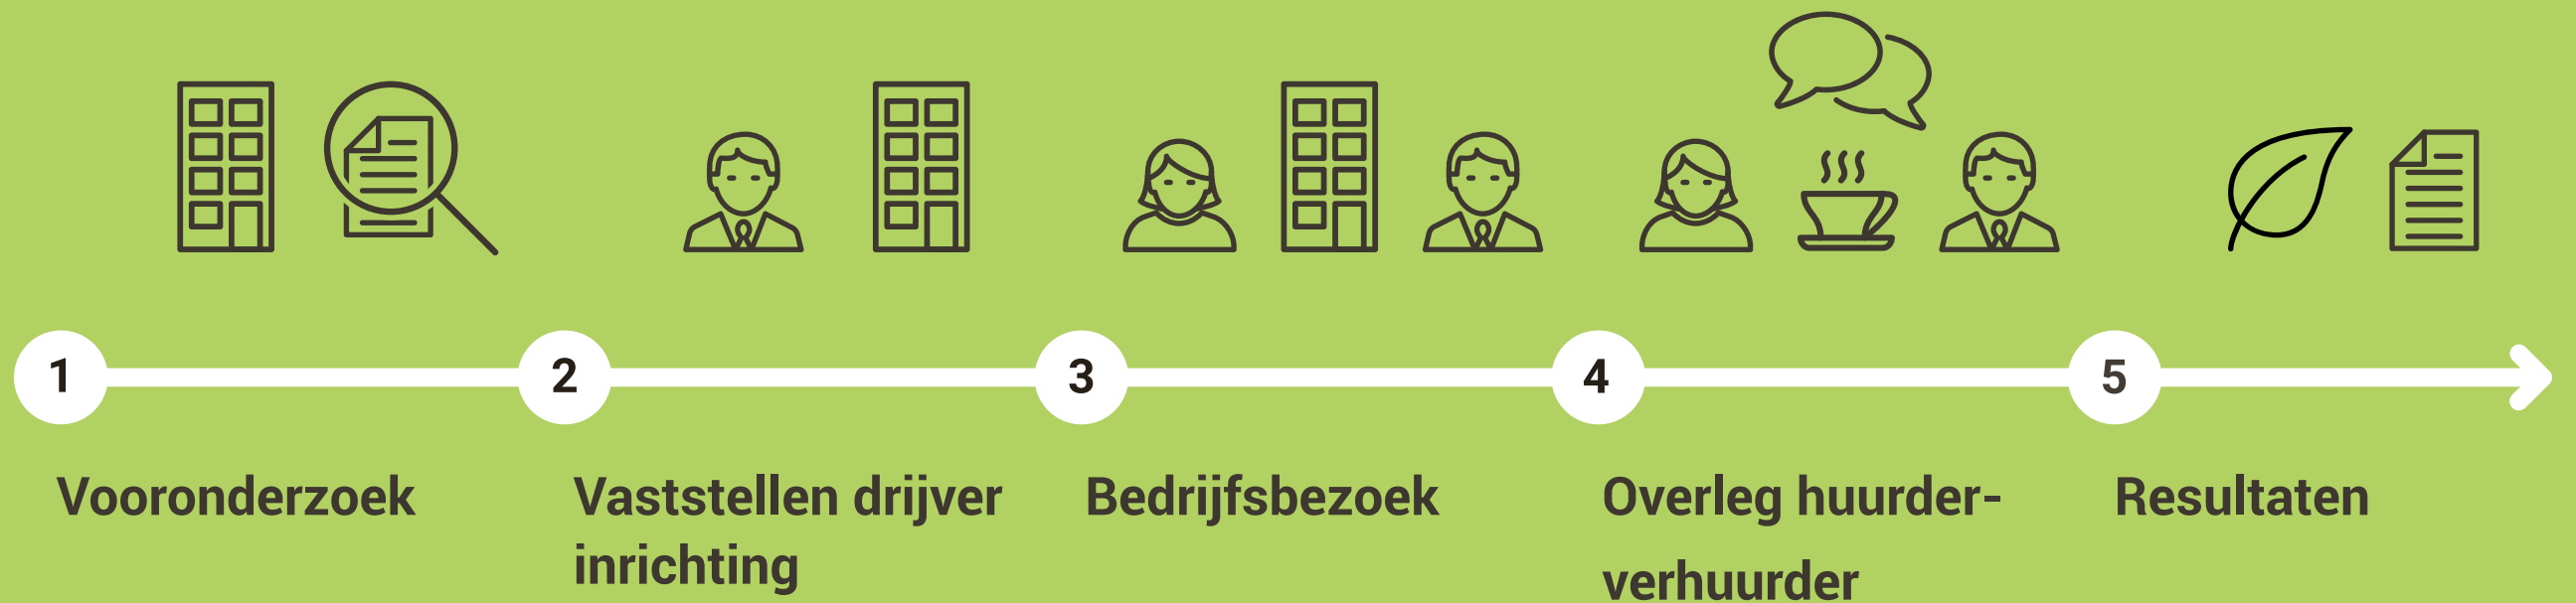 1
2
3
4
5
Vooronderzoek
Vaststellen drijver
inrichting
Bedrijfsbezoek
Overleg huurder-
verhuurder
Resultaten